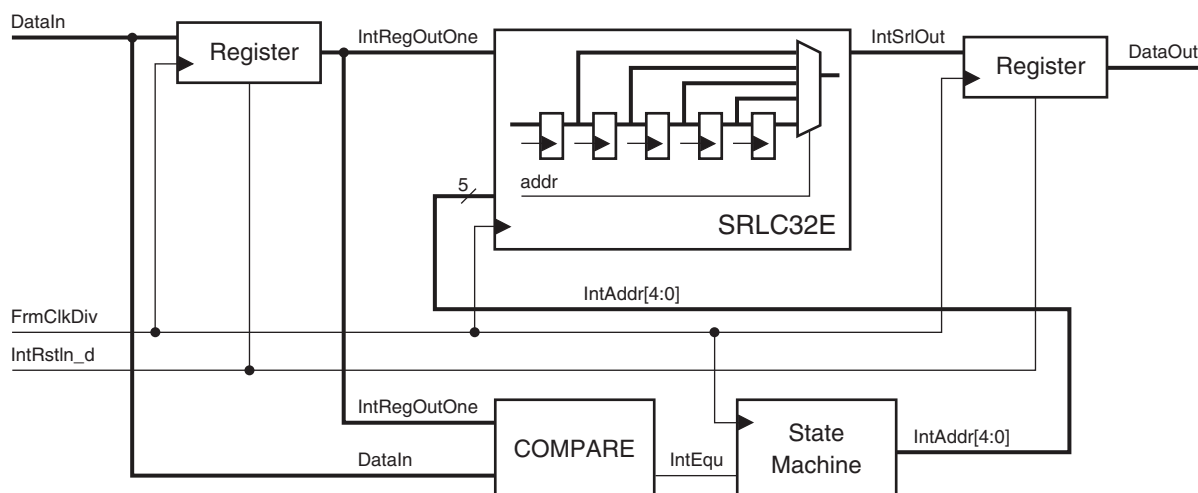 DataIn
Register
IntRegOutOne
IntSrlOut
Register
DataOut
5
addr
SRLC32E
IntAddr[4:0]
FrmClkDiv
IntRstIn_d
IntRegOutOne
DataIn
COMPARE
IntEqu
State
Machine
IntAddr[4:0]